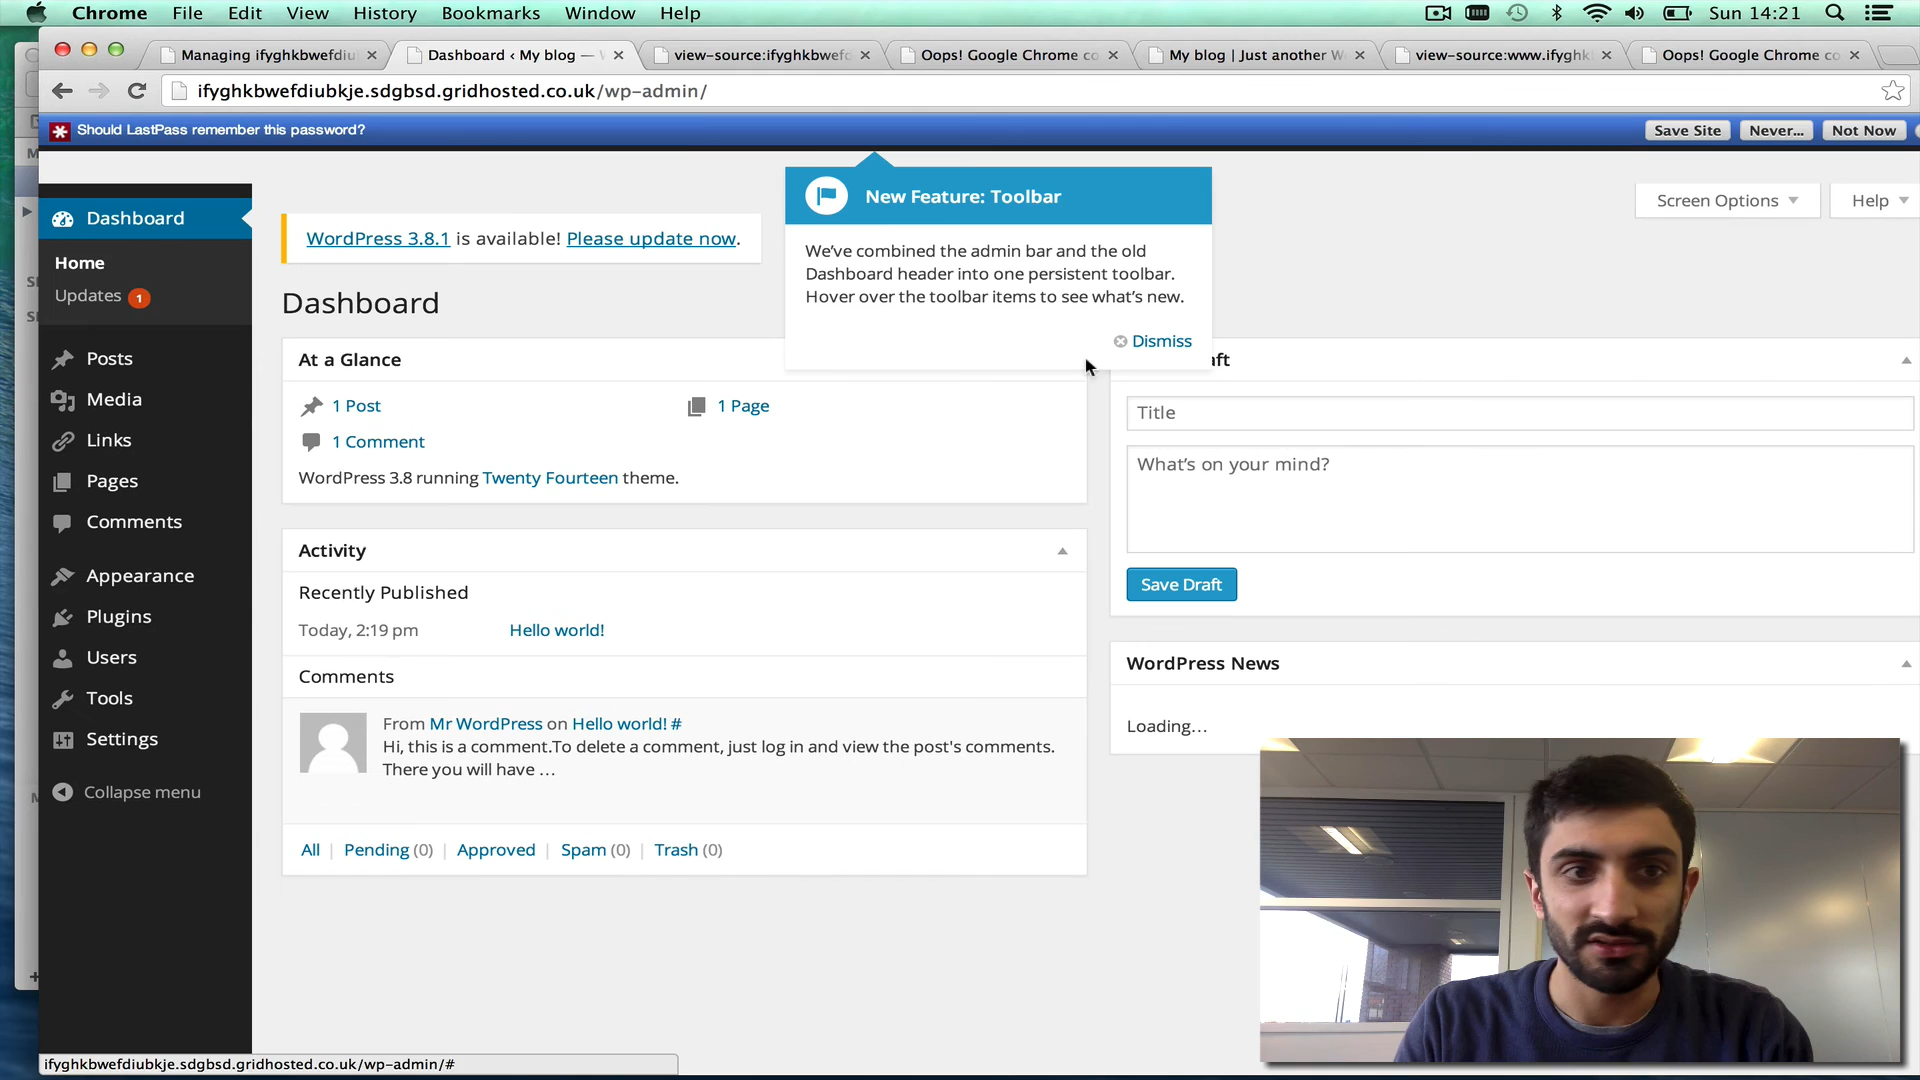 Chrome File Edit View History Bookmarks Window Help Sun 14:21
Managing ifyghkbwefdiu
Dashboard ‹ My blog —
view-source:ifyghkbwefc
Oops! Google Chrome co
My blog | Just another W
view-source:www.ifyghk
Oops! Google Chrome co
ifyghkbwefdiubkje.sdgbsd.gridhosted.co.uk/wp-admin/
Should LastPass remember this password? Save Site Never... Not Now
Dashboard
Home
Updates 1
Posts
Media
Links
Pages
Comments
Appearance
Plugins
Users
Tools
Settings
Collapse menu
Screen Options Help
WordPress 3.8.1 is available! Please update now.
New Feature: Toolbar
We've combined the admin bar and the old
Dashboard header into one persistent toolbar.
Hover over the toolbar items to see what's new.
Dismiss
Dashboard
At a Glance
1 Post 1 Page
1 Comment
WordPress 3.8 running Twenty Fourteen theme.
Activity
Recently Published
Today, 2:19 pm Hello world!
Comments
From Mr WordPress on Hello world! #
Hi, this is a comment.To delete a comment, just log in and view the post's comments.
There you will have …
All | Pending (0) | Approved | Spam (0) | Trash (0)
aft
Title
What's on your mind?
Save Draft
WordPress News
Loading…
ifyghkbwefdiubkje.sdgbsd.gridhosted.co.uk/wp-admin/#